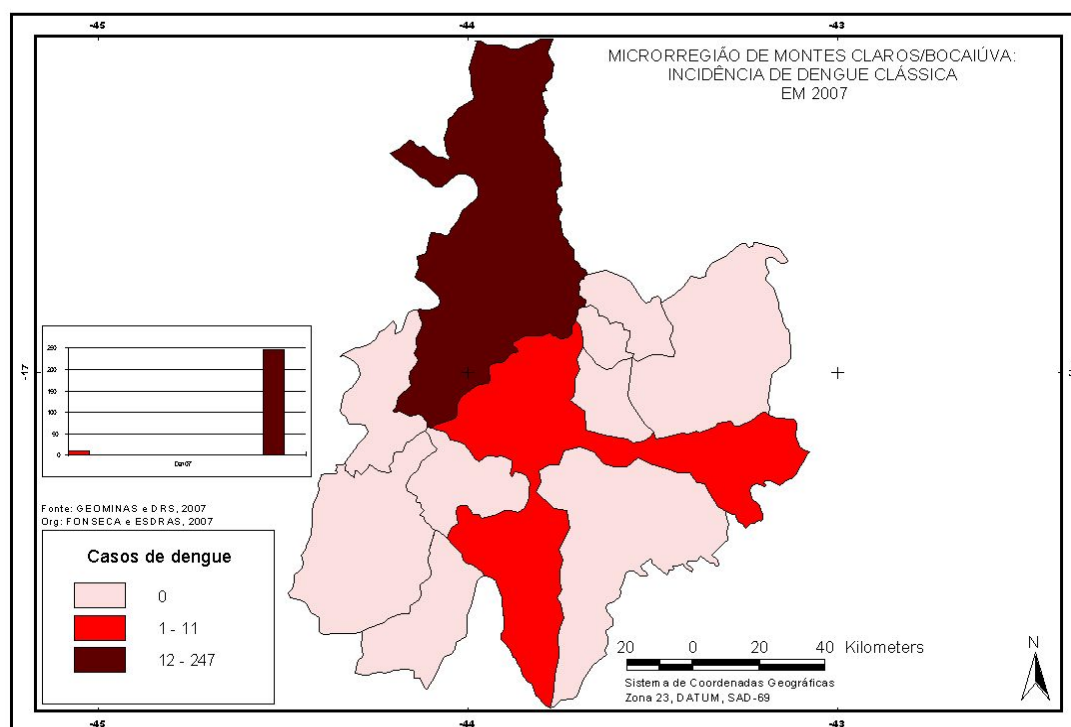 -45
-44
-43
MICRORREGIÃO DE MONTES CLAROS/BOCAIÚVA:
INCIDÊNCIA DE DENGUE CLÁSSICA
EM 2007
-17
250
200
150
100
50
0
Den07
Fonte: GEOMINAS e DRS, 2007
Org: FONSECA e ESDRAS, 2007
Casos de dengue
0
1 - 11
12 - 247
20 0 20 40 Kilometers
Sistema de Coordenadas Geográficas
Zona 23, DATUM, SAD-69
N
-45
-44
-43